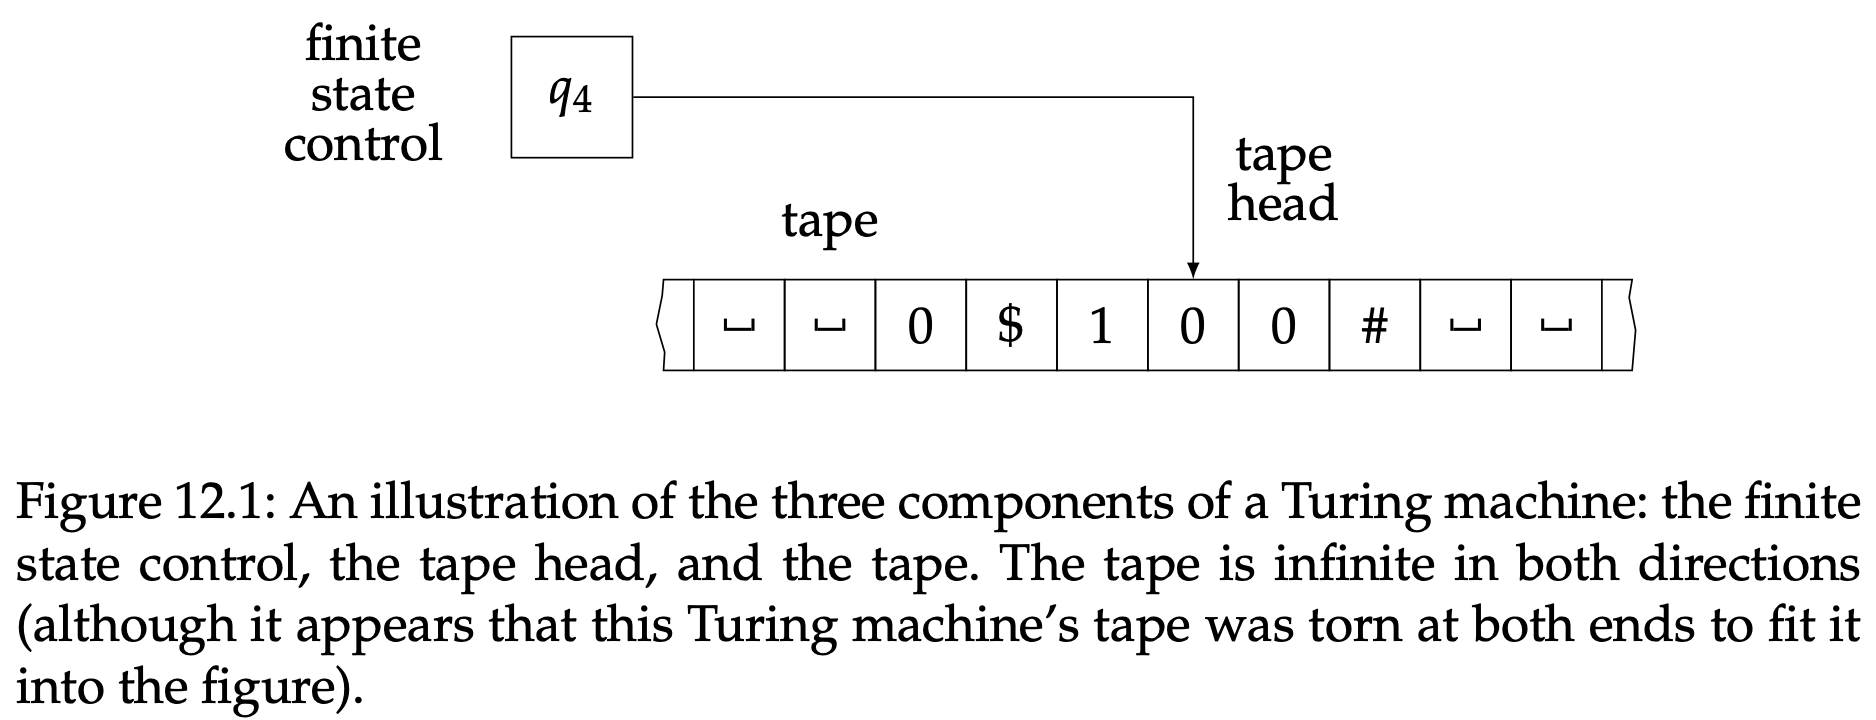 finite
state
control
q4
tape
head
tape
␣ ␣ 0 $ 1 0 0 # ␣ ␣
Figure 12.1: An illustration of the three components of a Turing machine: the finite
state control, the tape head, and the tape. The tape is infinite in both directions
(although it appears that this Turing machine’s tape was torn at both ends to fit it
into the figure).